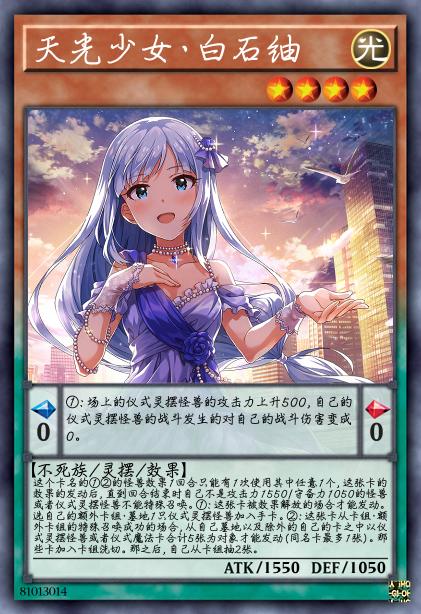 天光少女·白石紬
光
①:场上的仪式灵摆怪兽的攻击力上升500,自己的
仪式灵摆怪兽的战斗发生的对自己的战斗伤害变成
0。
0
0
【不死族/灵摆/效果】
这个卡名的①②的怪兽效果1回合只能有1次使用其中任意1个,这张卡的
效果的发动后,直到回合结束时自己不是攻击力1550/守备力1050的怪兽
或者仪式灵摆怪兽不能特殊召唤。①:这张卡被效果解放的场合才能发动。
选自己的额外卡组·墓地1只仪式灵摆怪兽加入手卡。②:这张卡从卡组·额
外卡组的特殊召唤成功的场合,从自己墓地以及除外的自己的卡之中以仪式
灵摆怪兽或者仪式魔法卡合计5张为对象才能发动(同名卡最多1张)。那
些卡加入卡组洗切。那之后,自己从卡组抽2张。
ATK/1550 DEF/1050
81013014